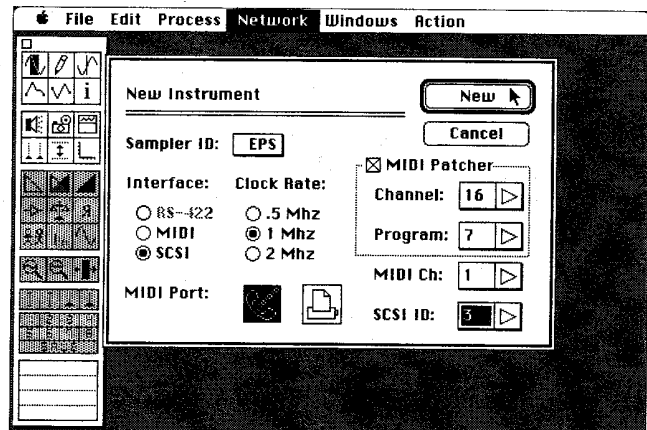 File Edit Process Network Windows Action
New Instrument
New
Cancel
Sampler ID: EPS
MIDI Patcher
Interface:
RS-422
MIDI
SCSI
Clock Rate:
.5 Mhz
1 Mhz
2 Mhz
Channel: 16
Program: 7
MIDI Port:
MIDI Ch: 1
SCSI ID: 3